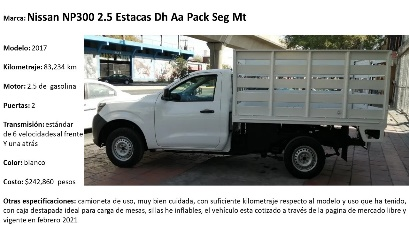 Marca: Nissan NP300 2.5 Estacas Dh Aa Pack Seg Mt
Modelo: 2017
Kilometraje: 83,234 km
Motor: 2.5 de gasolina
Puertas: 2
Transmisión: estándar
de 6 velocidades al frente
Y una atrás
Color: blanco
Costo: $242,860 pesos
Otras especificaciones: camioneta de uso, muy bien cuidada, con suficiente kilometraje respecto al modelo y uso que ha tenido,
con caja destapada ideal para carga de mesas, sillas he inflables, el vehículo esta cotizado a través de la pagina de mercado libre y
vigente en febrero 2021